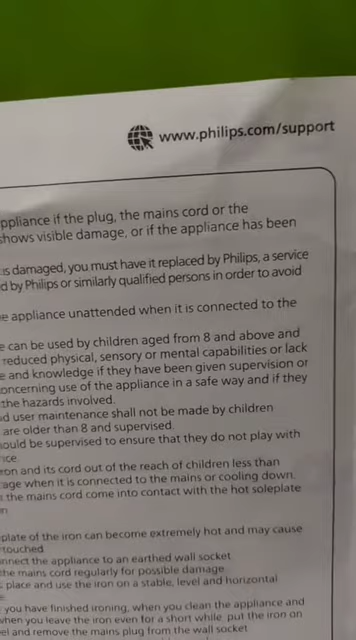 www.philips.com/support
ppliance if the plug, the mains cord or the
shows visible damage, or if the appliance has been
is damaged, you must have it replaced by Philips, a service
d by Philips or similarly qualified persons in order to avoid
e appliance unattended when it is connected to the
e can be used by children aged from 8 and above and
reduced physical, sensory or mental capabilities or lack
e and knowledge if they have been given supervision or
oncerning use of the appliance in a safe way and if they
the hazards involved.
d user maintenance shall not be made by children
are older than 8 and supervised.
ould be supervised to ensure that they do not play with
ce.
ron and its cord out of the reach of children less than
age when it is connected to the mains or cooling down.
the mains cord come into contact with the hot soleplate
n.
plate of the iron can become extremely hot and may cause
touched.
nnect the appliance to an earthed wall socket.
he mains cord regularly for possible damage.
place and use the iron on a stable, level and horizontal
e.
you have finished ironing, when you clean the appliance and
when you leave the iron even for a short while: put the iron on
el and remove the mains plug from the wall socket